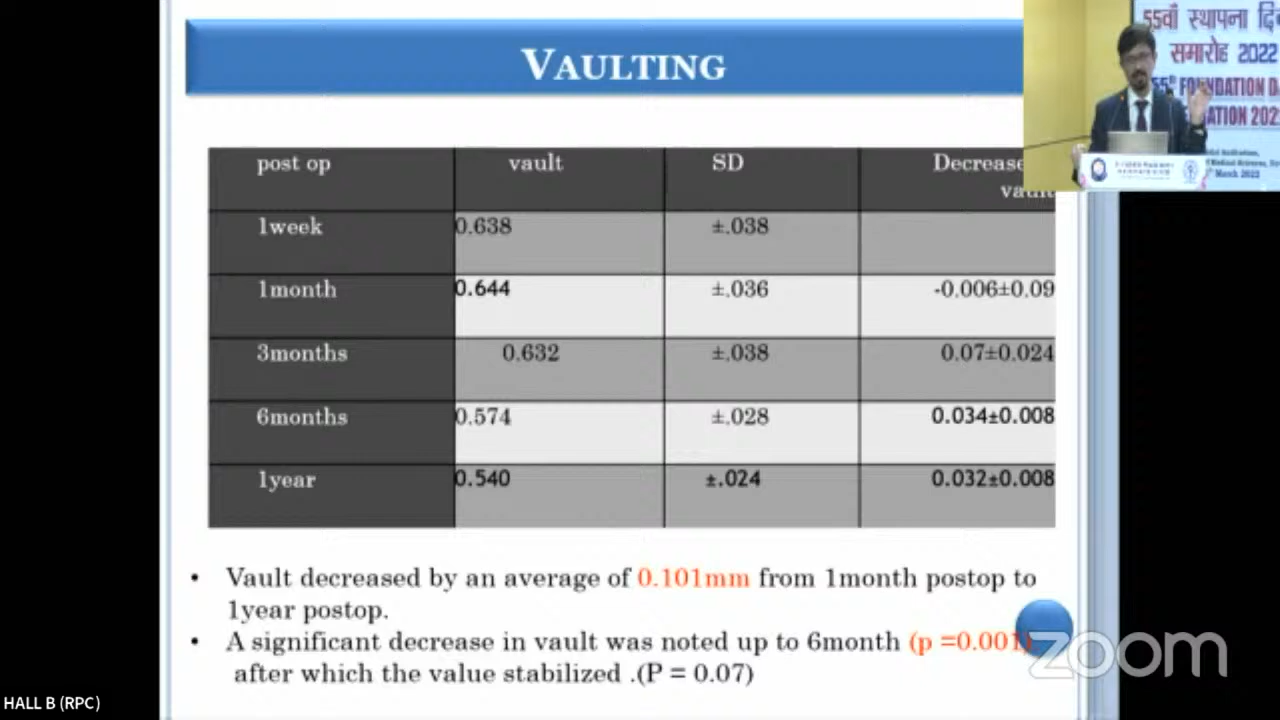 VAULTING
55वाँ स्थापना दि
समारोह 2022
55th FOUNDATION D
ATION 202
March 2022
post op vault SD Decrease
vault
1week 0.638 ±.038
1month 0.644 ±.036 -0.006±0.09
3months 0.632 ±.038 0.07±0.024
6months 0.574 ±.028 0.034±0.008
1year 0.540 ±.024 0.032±0.008
• Vault decreased by an average of 0.101mm from 1month postop to
1year postop.
• A significant decrease in vault was noted up to 6month (p =0.001)
after which the value stabilized .(P = 0.07)
zoom
HALL B (RPC)